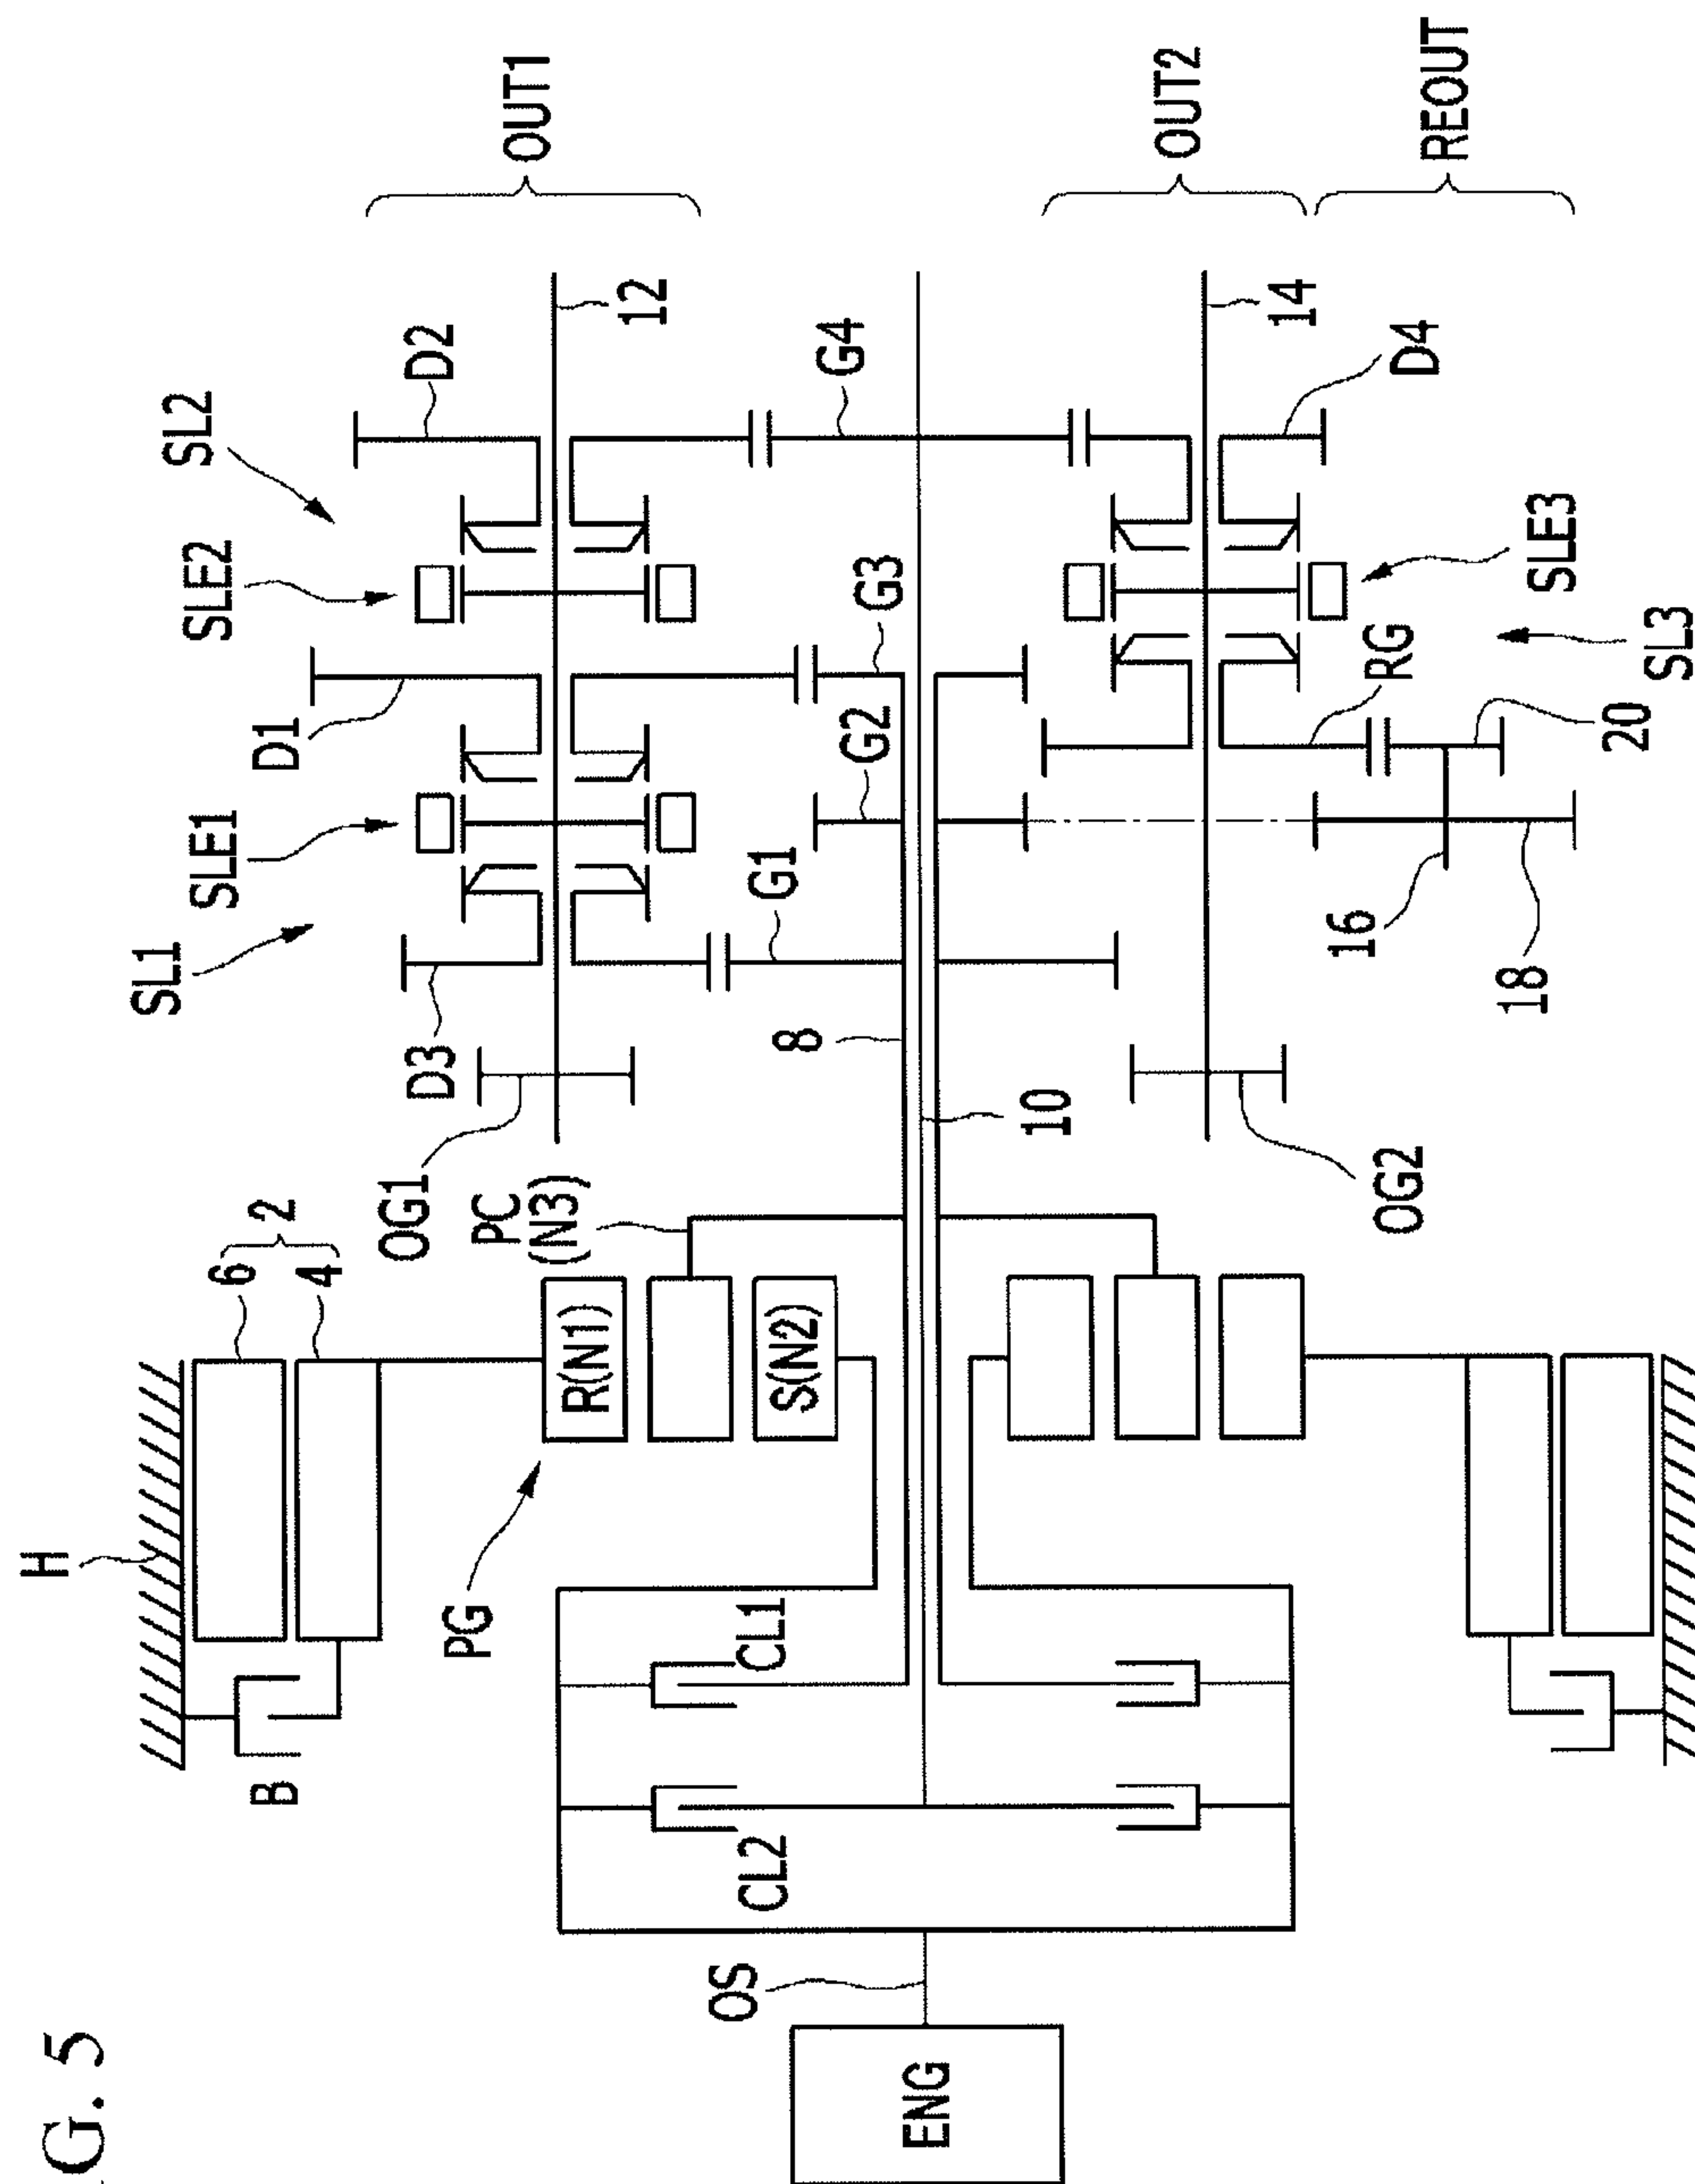 G. 5
OUT1
OUT2
REOUT
SL2
SLE2
D2
12
G4
14
D4
SLE3
SL3
D1
SLE1
SL1
G3
G2
G1
RG
20
16
18
D3
8
10
OG1
OG2
PC
(N3)
2
6
4
R(N1)
S(N2)
H
PG
B
CL1
CL2
OS
ENG